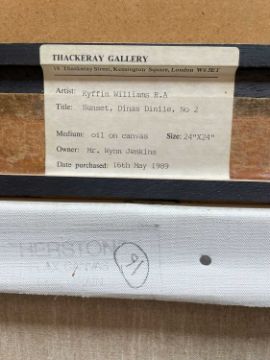 THACKERAY GALLERY
18 Thackeray Street, Kensington Square, London W8 5ET
Artist: Kyffin Williams R.A
Title: Sunset, Dinas Dinlle, No 2
Medium: oil on canvas Size: 24"X24"
Owner: Mr. Wynn Jenkins
Date purchased: 16th May 1989